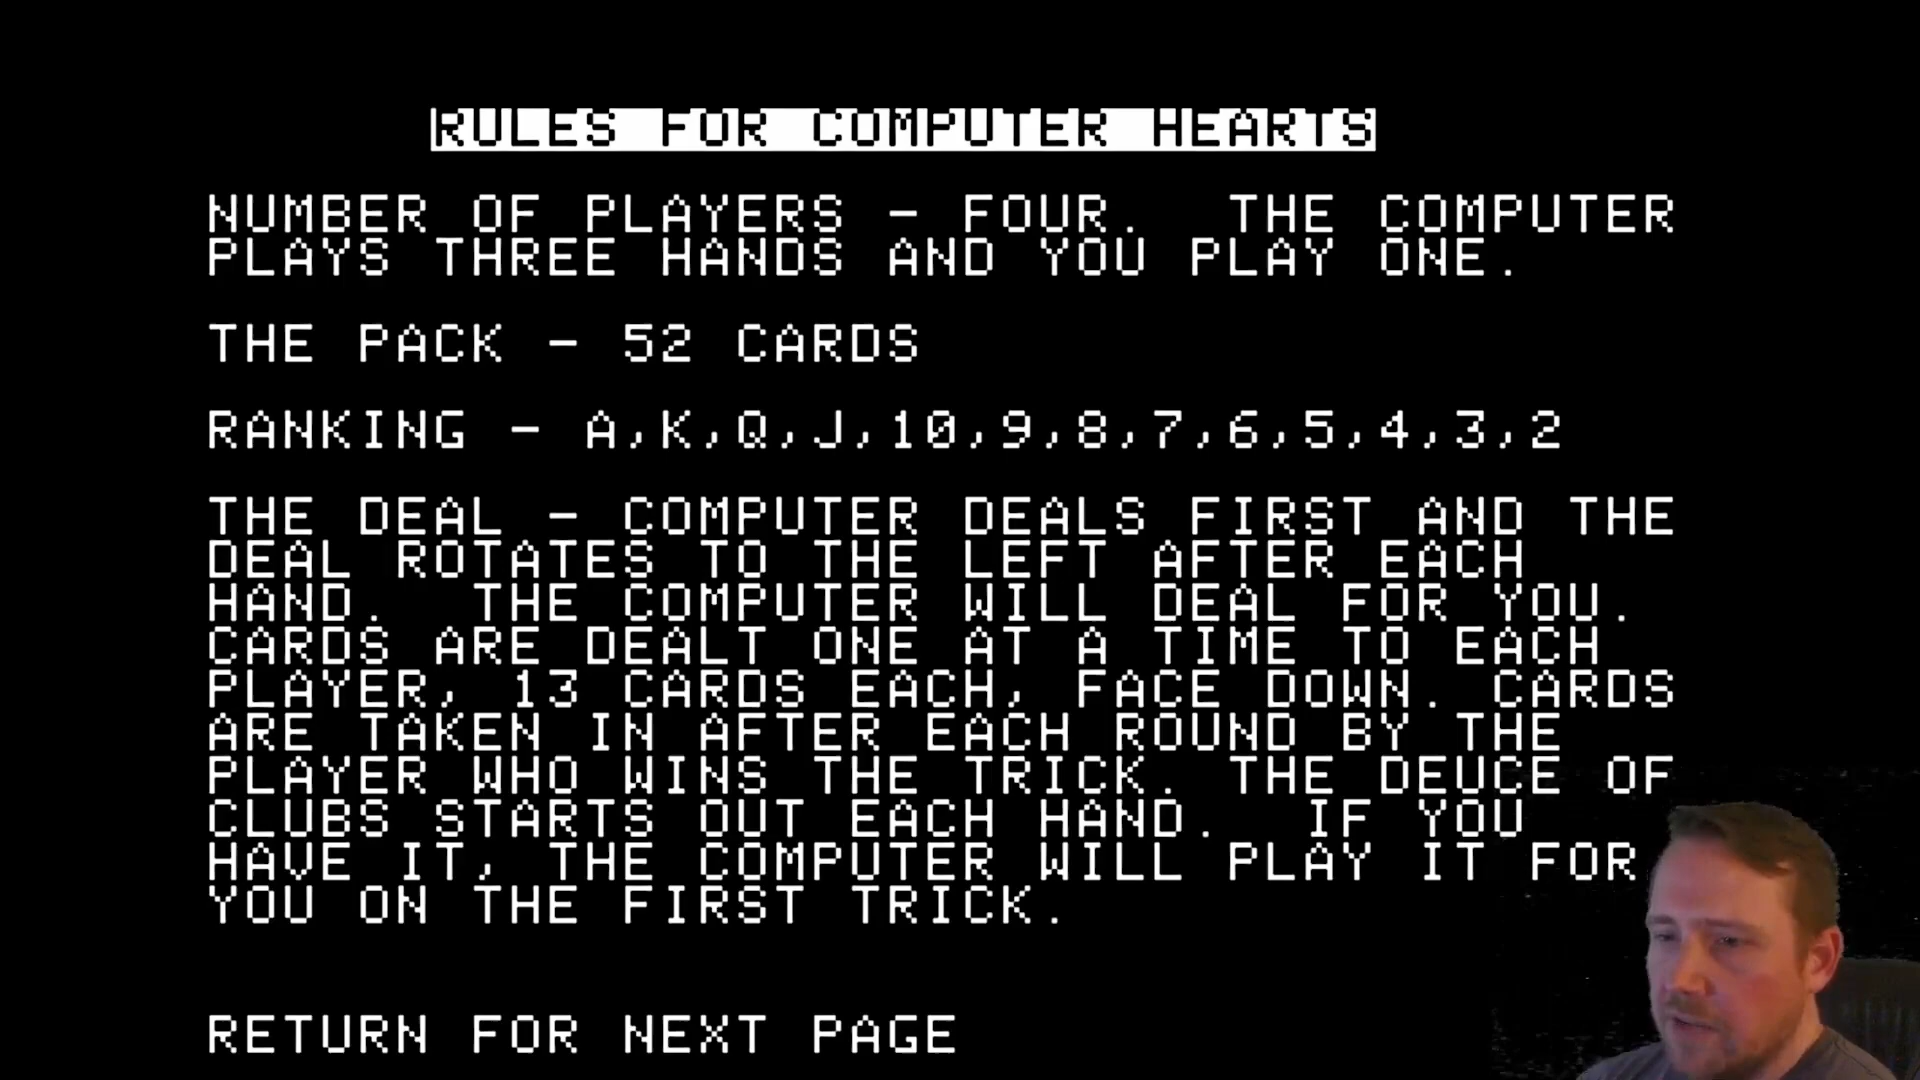 RULES FOR COMPUTER HEARTS
NUMBER OF PLAYERS - FOUR.  THE COMPUTER
PLAYS THREE HANDS AND YOU PLAY ONE.
THE PACK - 52 CARDS
RANKING - A,K,Q,J,10,9,8,7,6,5,4,3,2
THE DEAL - COMPUTER DEALS FIRST AND THE
DEAL ROTATES TO THE LEFT AFTER EACH
HAND.  THE COMPUTER WILL DEAL FOR YOU.
CARDS ARE DEALT ONE AT A TIME TO EACH
PLAYER, 13 CARDS EACH, FACE DOWN. CARDS
ARE TAKEN IN AFTER EACH ROUND BY THE
PLAYER WHO WINS THE TRICK. THE DEUCE OF
CLUBS STARTS OUT EACH HAND.  IF YOU
HAVE IT, THE COMPUTER WILL PLAY IT FOR
YOU ON THE FIRST TRICK.
RETURN FOR NEXT PAGE